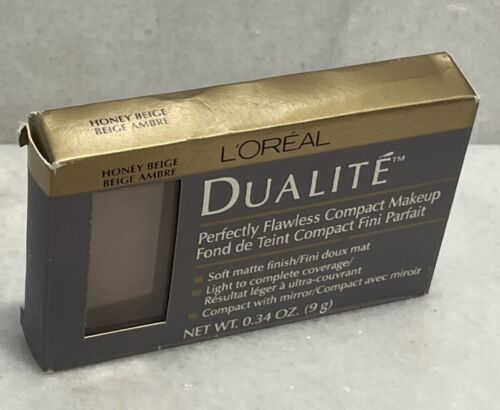 HONEY BEIGE
BEIGE AMBRE
HONEY BEIGE
BEIGE AMBRE
L'ORÉAL
DUALITÉ™
Perfectly Flawless Compact Makeup
Fond de Teint Compact Fini Parfait
Soft matte finish/Fini doux mat
Light to complete coverage/
Résultat léger à ultra-couvrant
Compact with mirror/Compact avec miroir
NET WT. 0.34 OZ. (9 g)